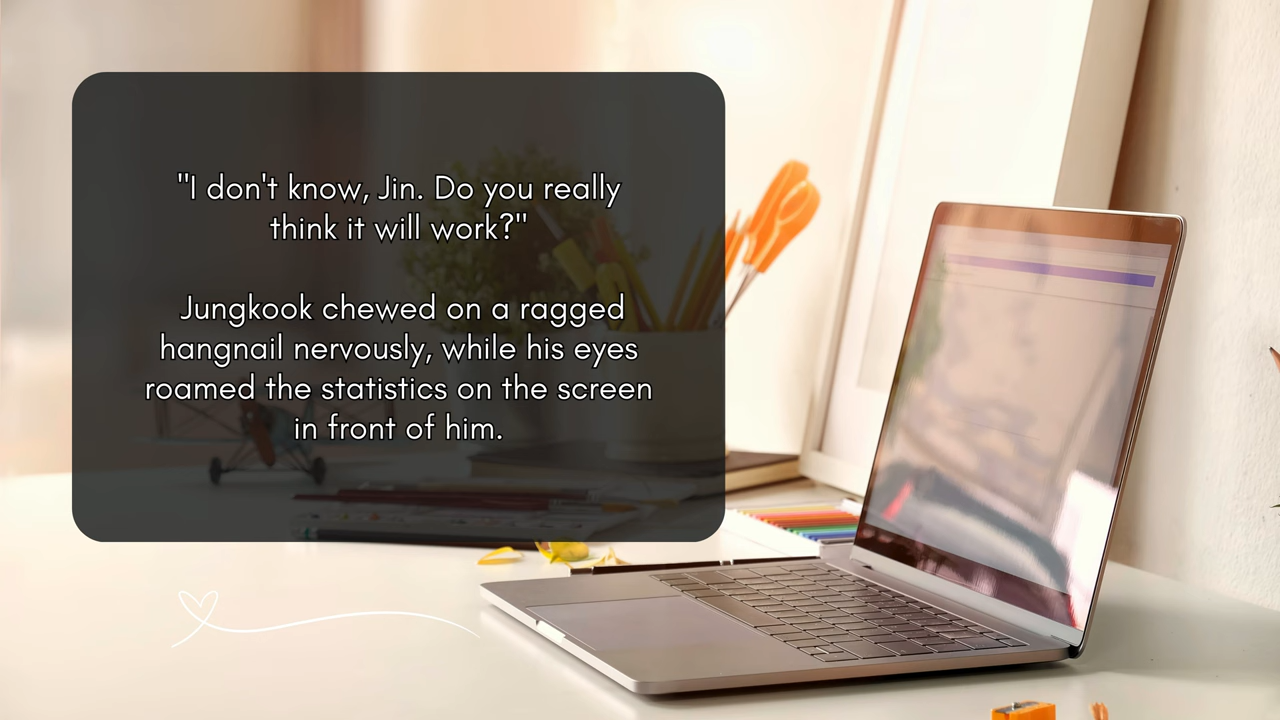 "I don't know, Jin. Do you really
think it will work?"
Jungkook chewed on a ragged
hangnail nervously, while his eyes
roamed the statistics on the screen
in front of him.